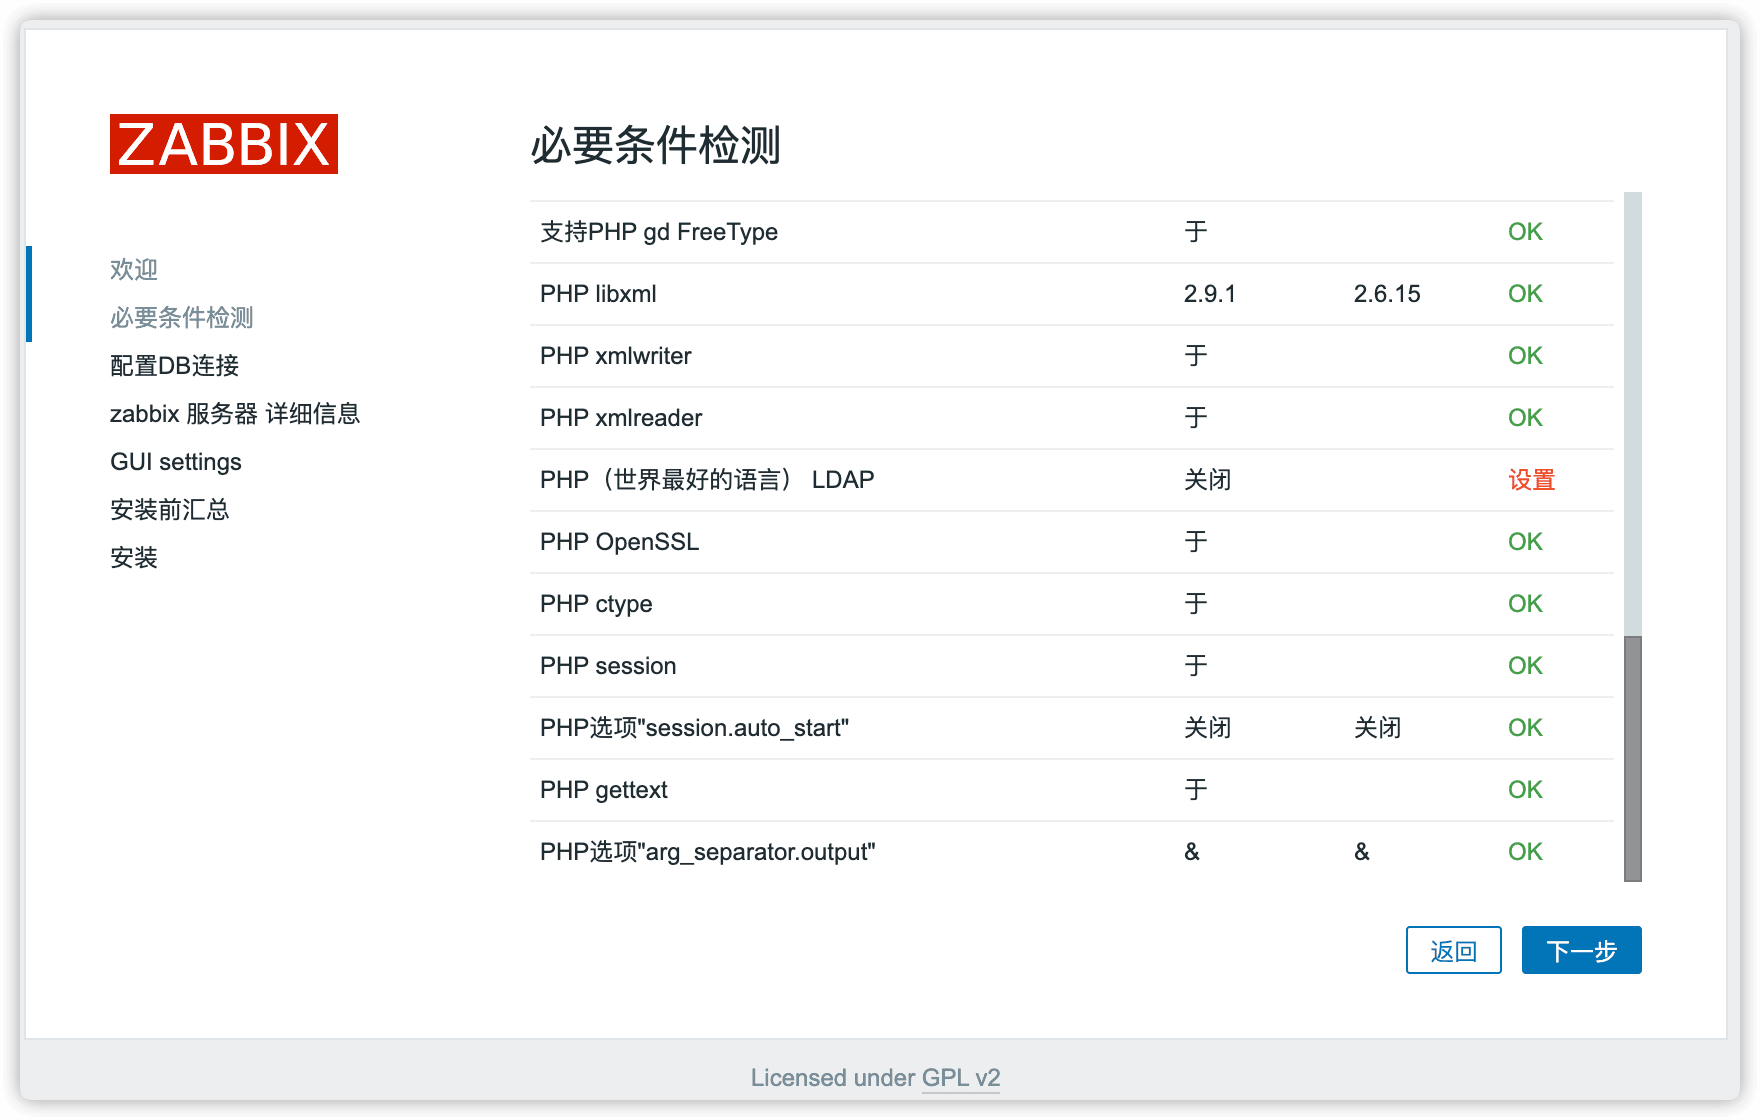 ZABBIX
欢迎
必要条件检测
配置DB连接
zabbix 服务器 详细信息
GUI settings
安装前汇总
安装
必要条件检测
支持PHP gd FreeType 于 OK
PHP libxml 2.9.1 2.6.15 OK
PHP xmlwriter 于 OK
PHP xmlreader 于 OK
PHP（世界最好的语言） LDAP 关闭 设置
PHP OpenSSL 于 OK
PHP ctype 于 OK
PHP session 于 OK
PHP选项"session.auto_start" 关闭 关闭 OK
PHP gettext 于 OK
PHP选项"arg_separator.output" & & OK
返回 下一步
Licensed under GPL v2